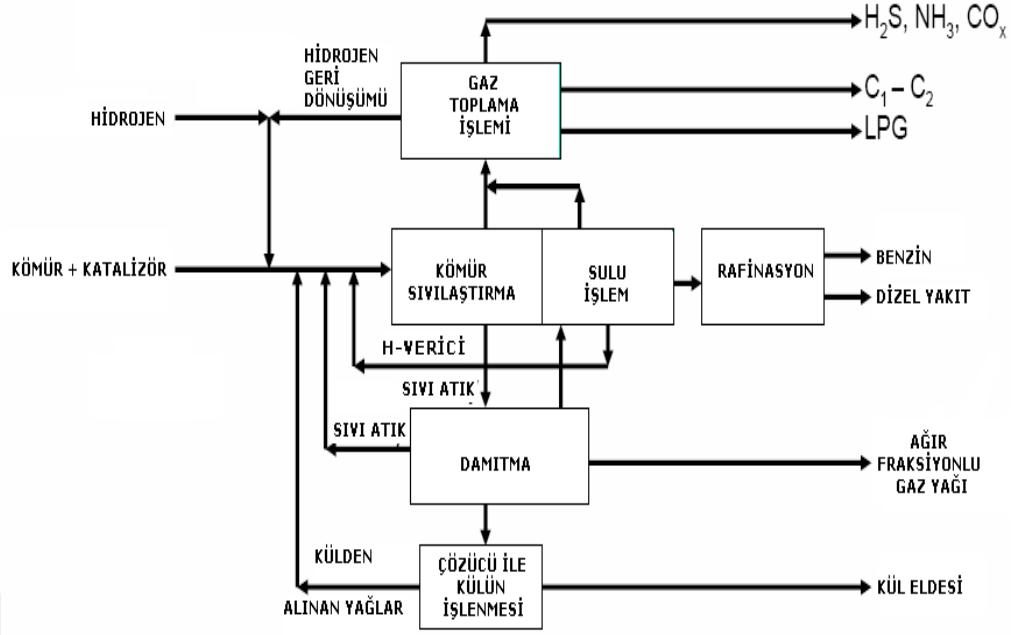 H₂S, NH₃, COₓ
HİDROJEN
GERİ
DÖNÜŞÜMÜ
GAZ
TOPLAMA
İŞLEMİ
C₁ – C₂
LPG
HİDROJEN
KÖMÜR + KATALİZÖR
KÖMÜR
SIVILAŞTIRMA
SULU
İŞLEM
RAFİNASYON
BENZİN
DİZEL YAKIT
H-VERİCİ
SIVI ATIK
SIVI ATIK
DAMITMA
AĞIR
FRAKSİYONLU
GAZ YAĞI
KÜLDEN
ALINAN YAĞLAR
ÇÖZÜCÜ İLE
KÜLÜN
İŞLENMESİ
KÜL ELDESİ